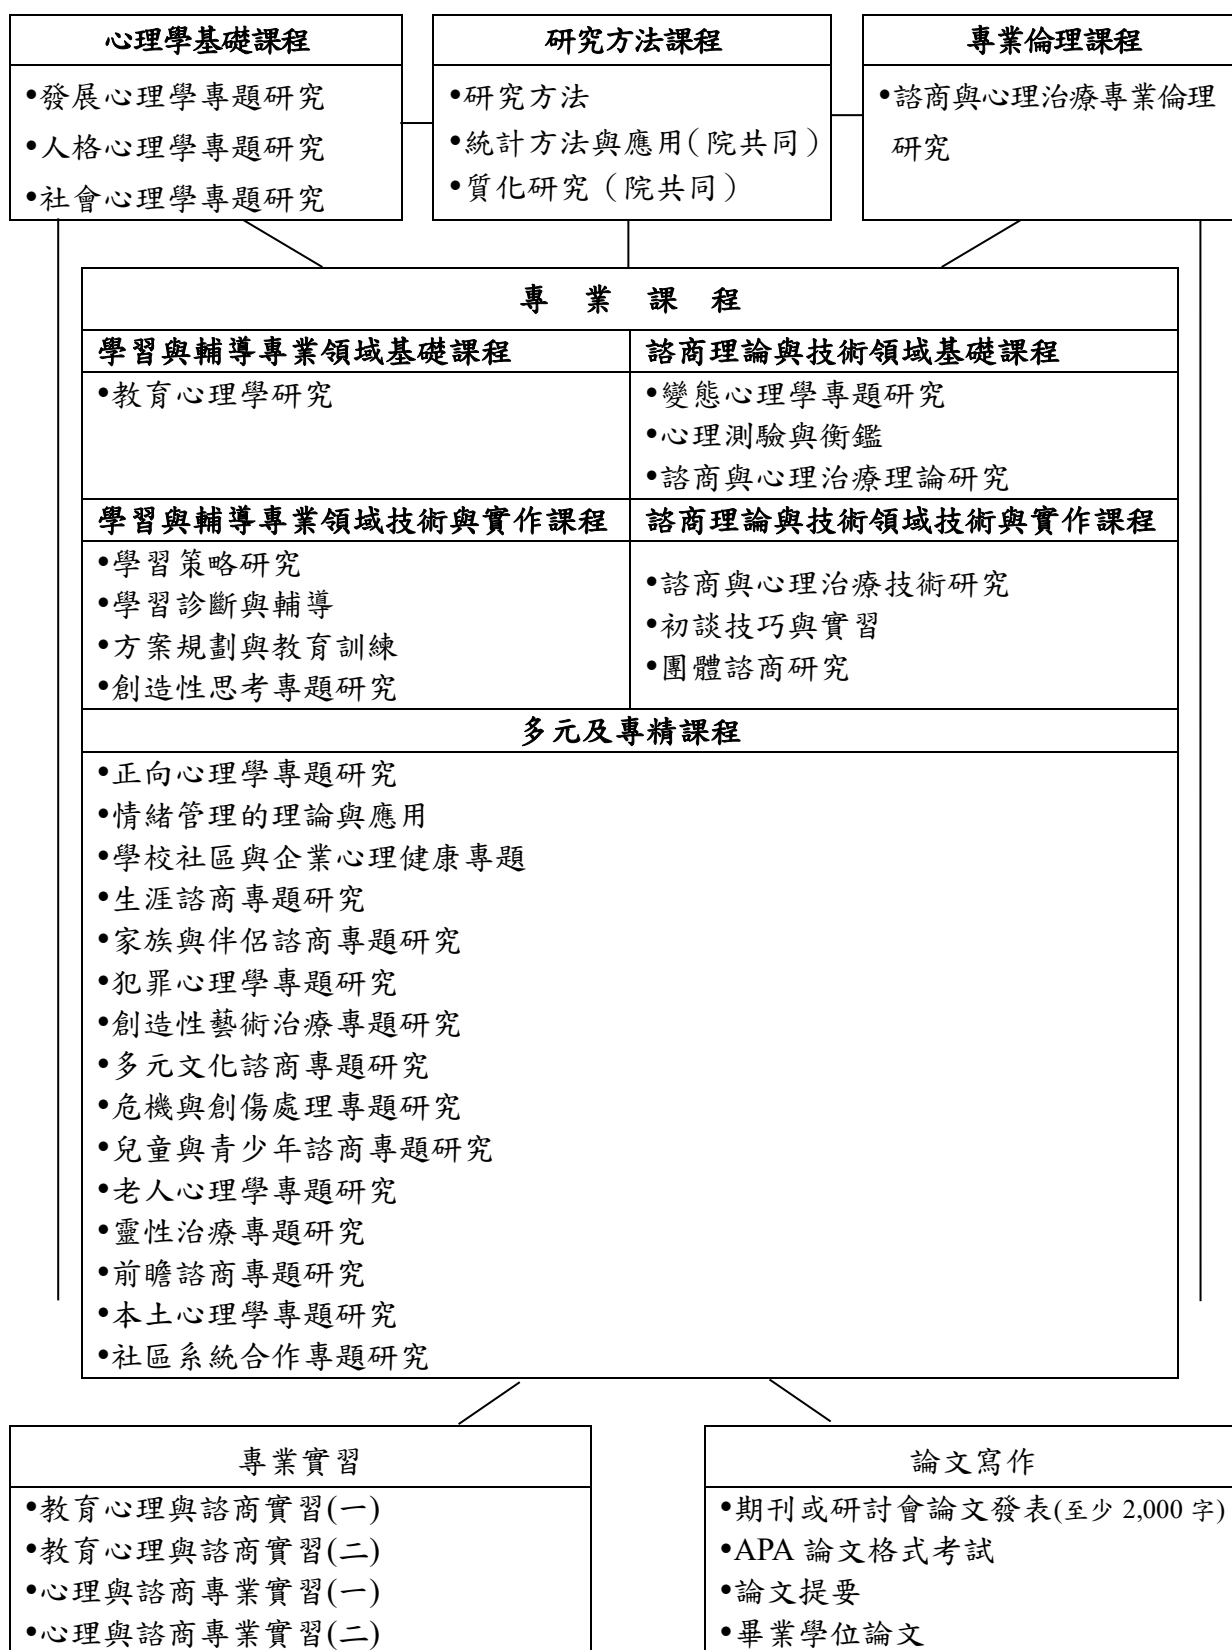 心理學基礎課程
•發展心理學專題研究
•人格心理學專題研究
•社會心理學專題研究
研究方法課程
•研究方法
•統計方法與應用(院共同)
•質化研究（院共同）
專業倫理課程
•諮商與心理治療專業倫理
研究
專 業 課 程
學習與輔導專業領域基礎課程
•教育心理學研究
諮商理論與技術領域基礎課程
•變態心理學專題研究
•心理測驗與衡鑑
•諮商與心理治療理論研究
學習與輔導專業領域技術與實作課程
•學習策略研究
•學習診斷與輔導
•方案規劃與教育訓練
•創造性思考專題研究
諮商理論與技術領域技術與實作課程
•諮商與心理治療技術研究
•初談技巧與實習
•團體諮商研究
多元及專精課程
•正向心理學專題研究
•情緒管理的理論與應用
•學校社區與企業心理健康專題
•生涯諮商專題研究
•家族與伴侶諮商專題研究
•犯罪心理學專題研究
•創造性藝術治療專題研究
•多元文化諮商專題研究
•危機與創傷處理專題研究
•兒童與青少年諮商專題研究
•老人心理學專題研究
•靈性治療專題研究
•前瞻諮商專題研究
•本土心理學專題研究
•社區系統合作專題研究
專業實習
•教育心理與諮商實習(一)
•教育心理與諮商實習(二)
•心理與諮商專業實習(一)
•心理與諮商專業實習(二)
論文寫作
•期刊或研討會論文發表(至少 2,000 字)
•APA 論文格式考試
•論文提要
•畢業學位論文